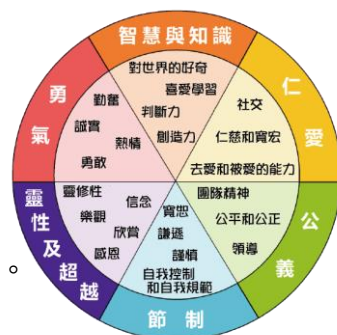 智慧與知識
對世界的好奇
喜愛學習
判斷力
創造力
仁愛
社交
仁慈和寬宏
去愛和被愛的能力
公義
團隊精神
公平和公正
領導
節制
寬恕
謙遜
謹慎
自我控制
和自我規範
靈性及超越
靈修性
信念
樂觀
欣賞
感恩
勇氣
勤奮
誠實
熱情
勇敢
。